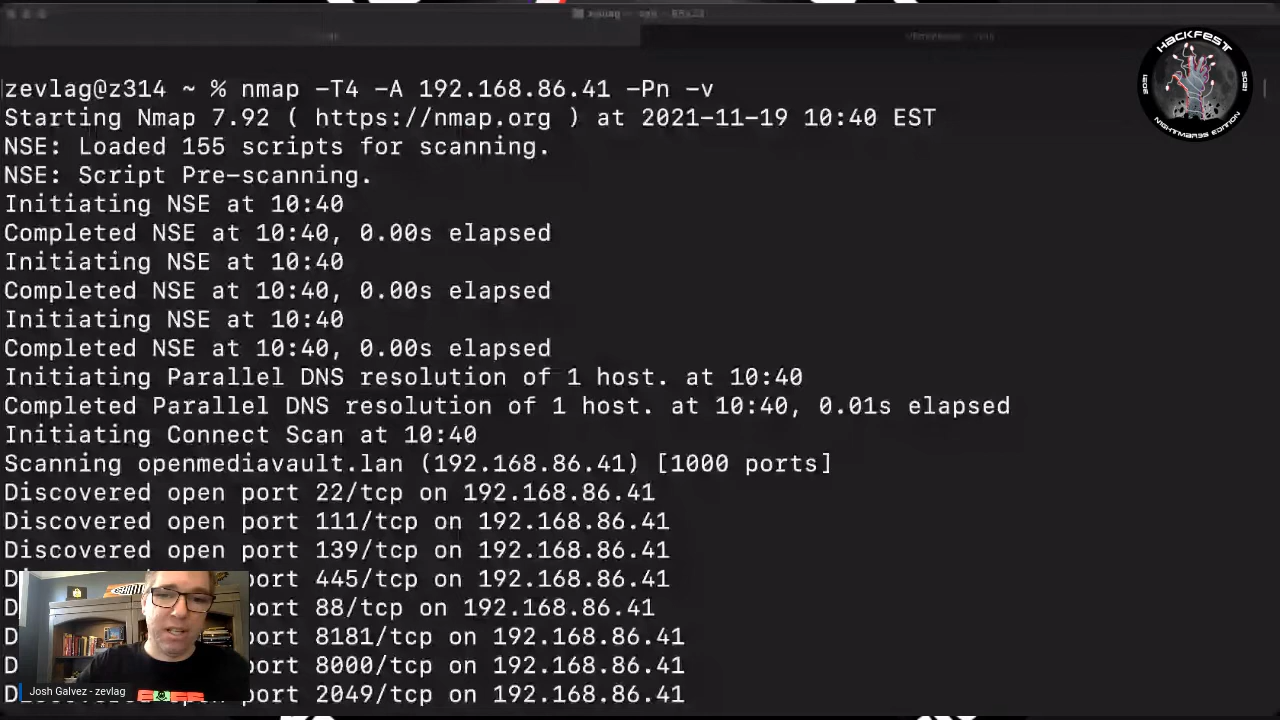 HACKFEST
2021
2021
NIGHTMAR3S EDITION
zevlag@z314 ~ % nmap -T4 -A 192.168.86.41 -Pn -v
Starting Nmap 7.92 ( https://nmap.org ) at 2021-11-19 10:40 EST
NSE: Loaded 155 scripts for scanning.
NSE: Script Pre-scanning.
Initiating NSE at 10:40
Completed NSE at 10:40, 0.00s elapsed
Initiating NSE at 10:40
Completed NSE at 10:40, 0.00s elapsed
Initiating NSE at 10:40
Completed NSE at 10:40, 0.00s elapsed
Initiating Parallel DNS resolution of 1 host. at 10:40
Completed Parallel DNS resolution of 1 host. at 10:40, 0.01s elapsed
Initiating Connect Scan at 10:40
Scanning openmediavault.lan (192.168.86.41) [1000 ports]
Discovered open port 22/tcp on 192.168.86.41
Discovered open port 111/tcp on 192.168.86.41
Discovered open port 139/tcp on 192.168.86.41
D port 445/tcp on 192.168.86.41
D port 88/tcp on 192.168.86.41
D port 8181/tcp on 192.168.86.41
D port 8000/tcp on 192.168.86.41
D port 2049/tcp on 192.168.86.41
Josh Galvez - zevlag